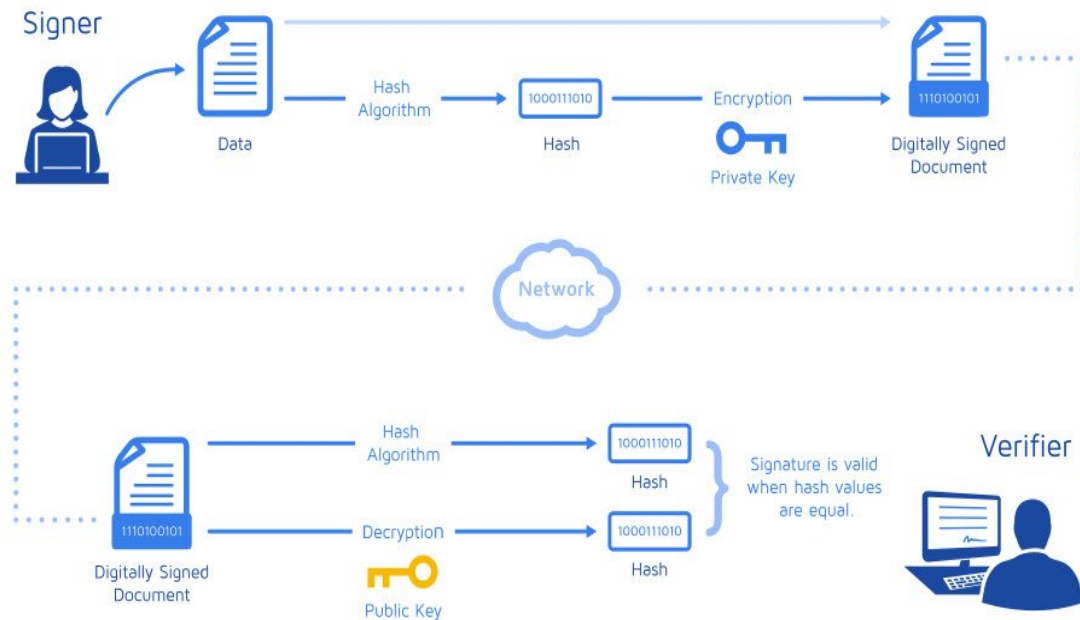 Signer
Data
Hash
Algorithm
1000111010
Hash
Encryption
Private Key
1110100101
Digitally Signed
Document
Network
1110100101
Digitally Signed
Document
Hash
Algorithm
1000111010
Hash
Decryption
Public Key
1000111010
Hash
Signature is valid
when hash values
are equal.
Verifier